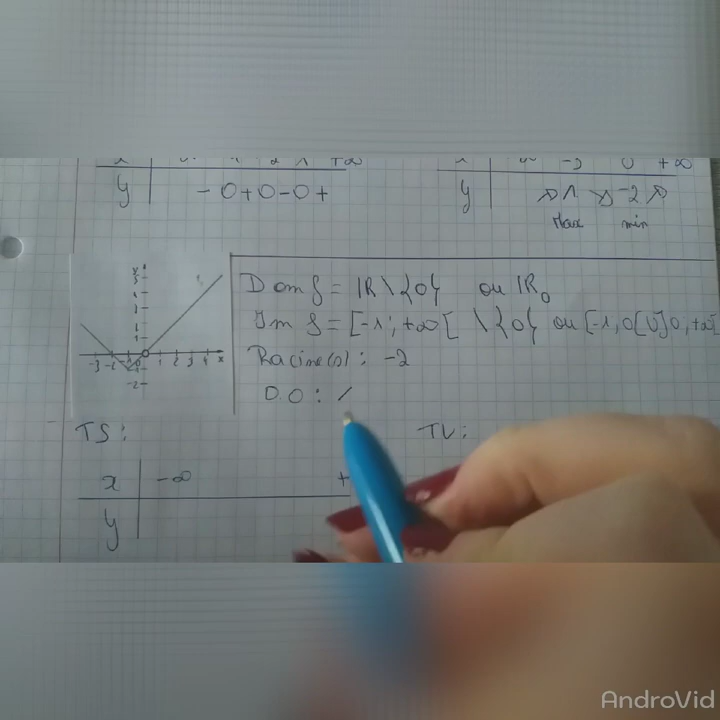 y | - 0 + 0 - 0 +
y | ↗ 1 ↘ -2 ↗
Max min
Dom f = ℝ \ {0} ou ℝ₀
Im f = [-1; +∞[ \ {0} ou [-1, 0[ U ]0, +∞[
Racine(s) : -2
O.O : /
TS : TV :
x | -∞ +
y |
AndroVid